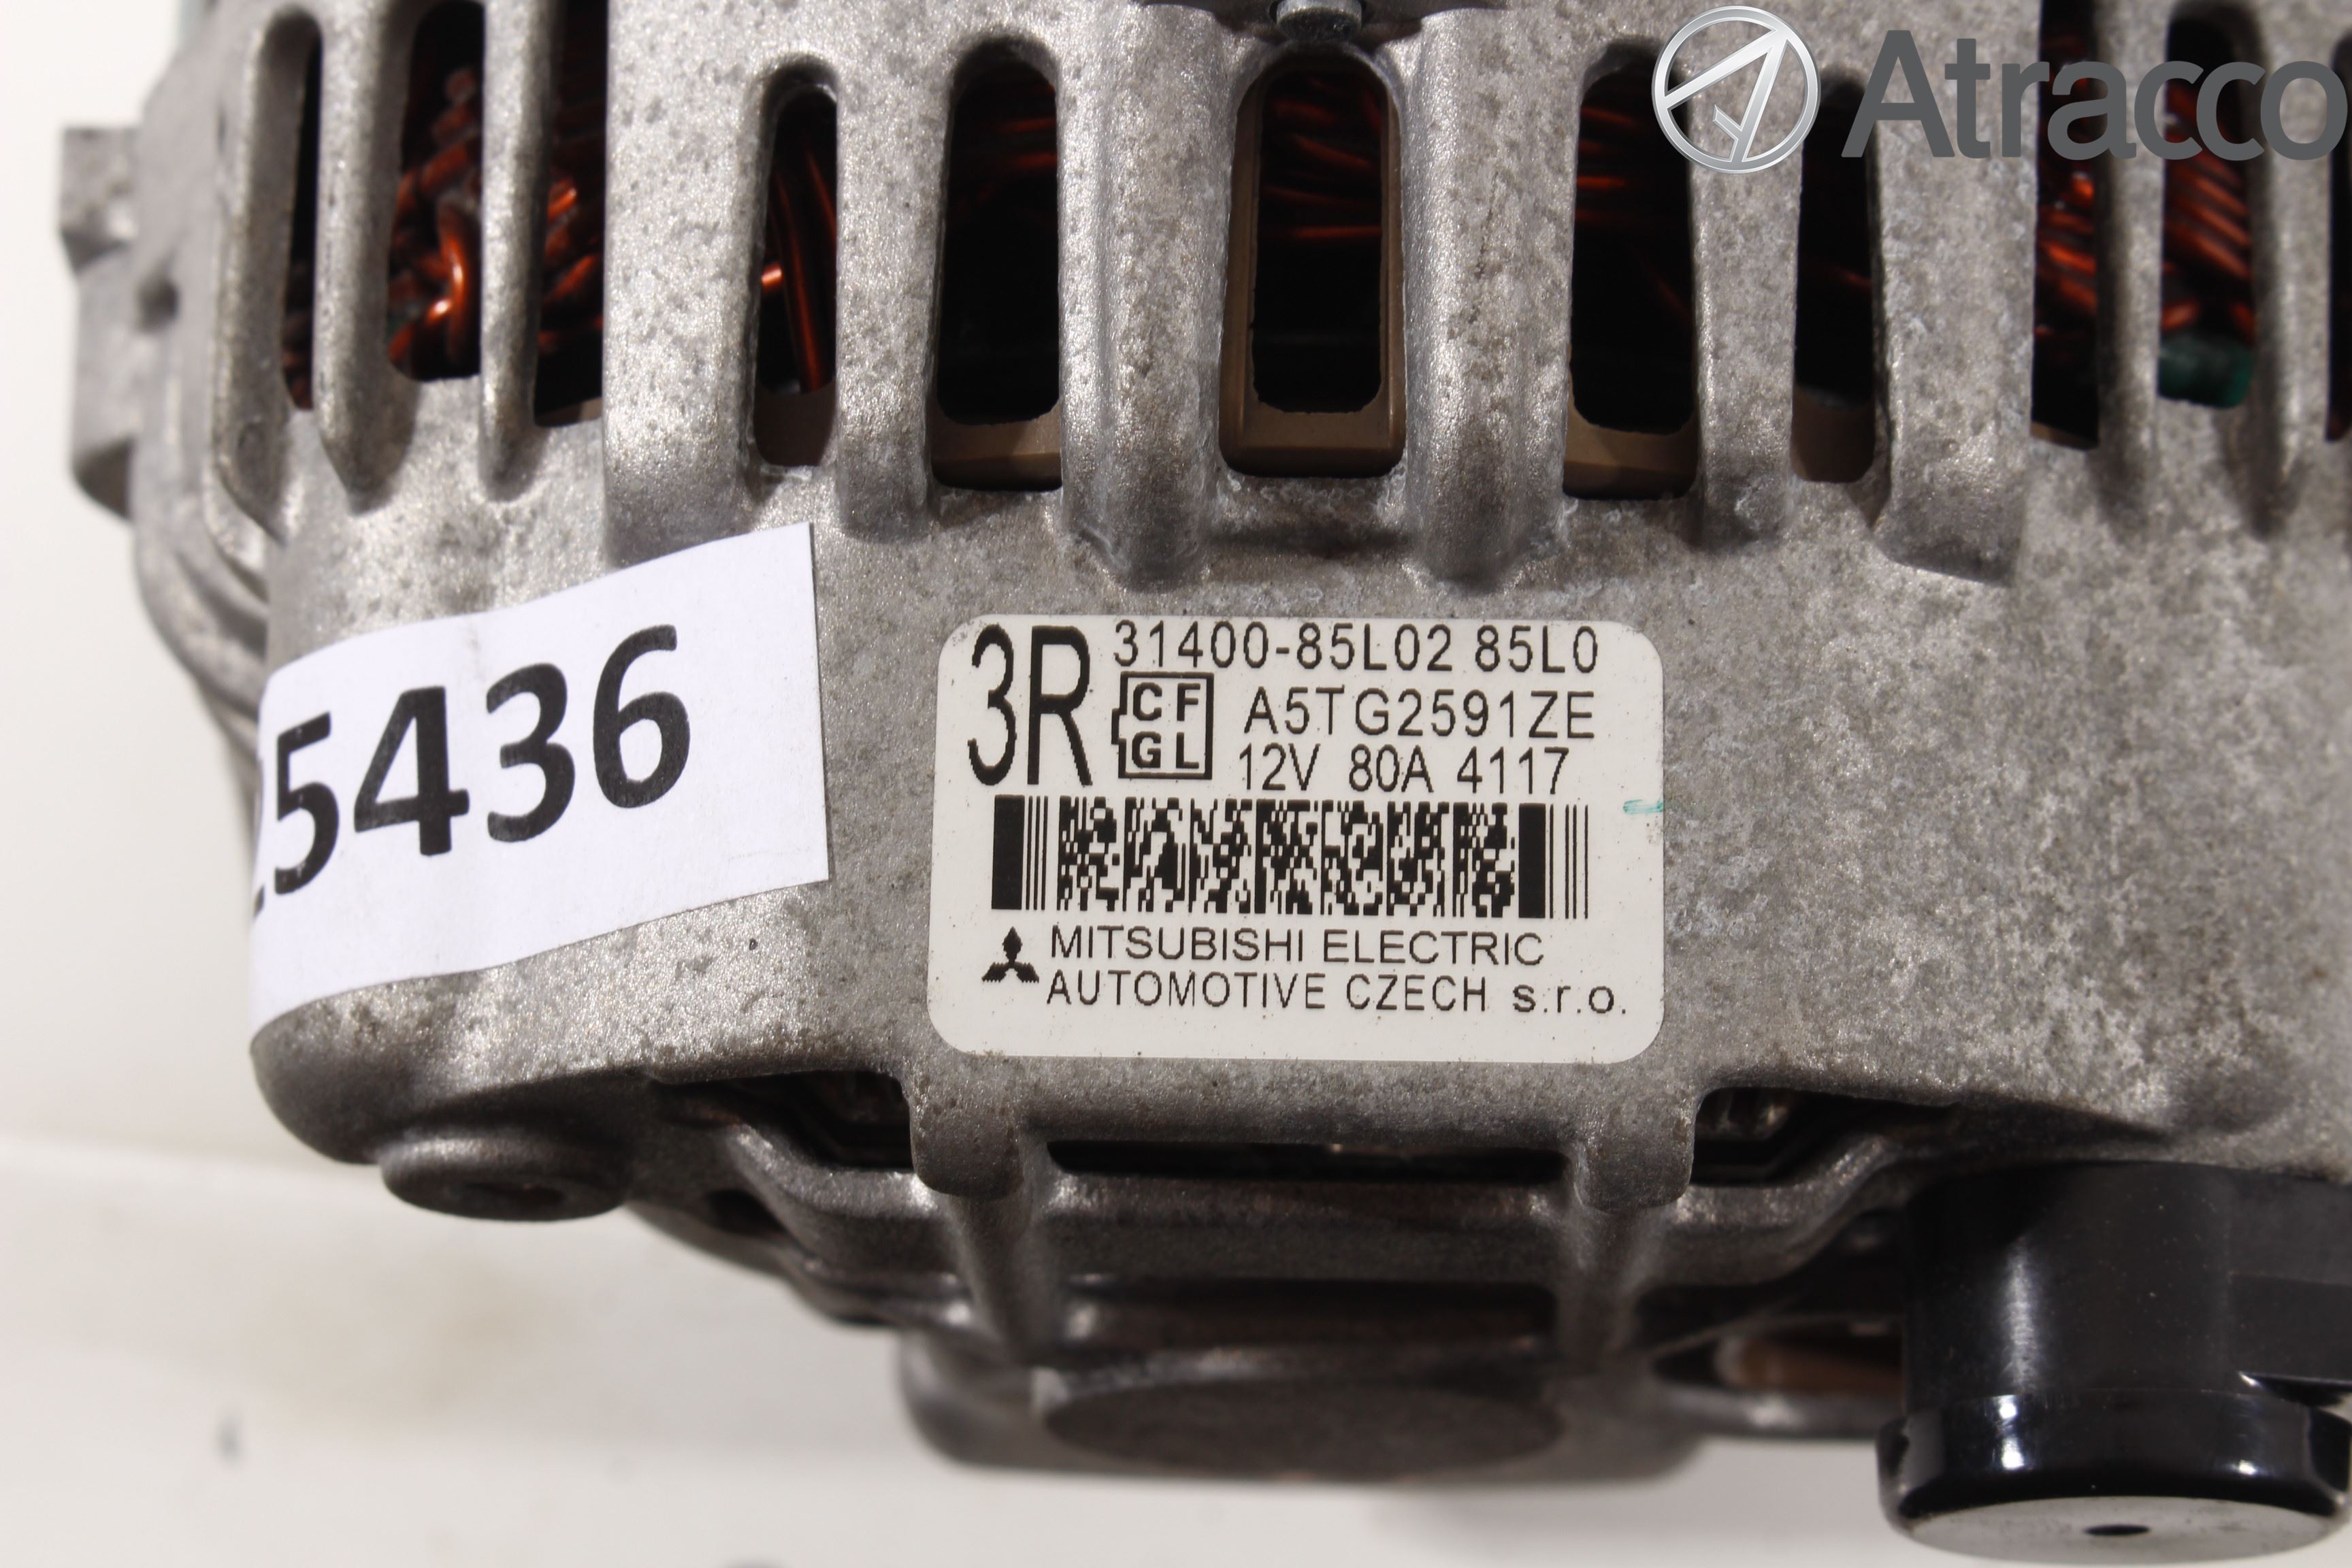 Atracco
25436
3R
31400-85L02 85L0
CF
GL
A5TG2591ZE
12V 80A 4117
MITSUBISHI ELECTRIC
AUTOMOTIVE CZECH s.r.o.